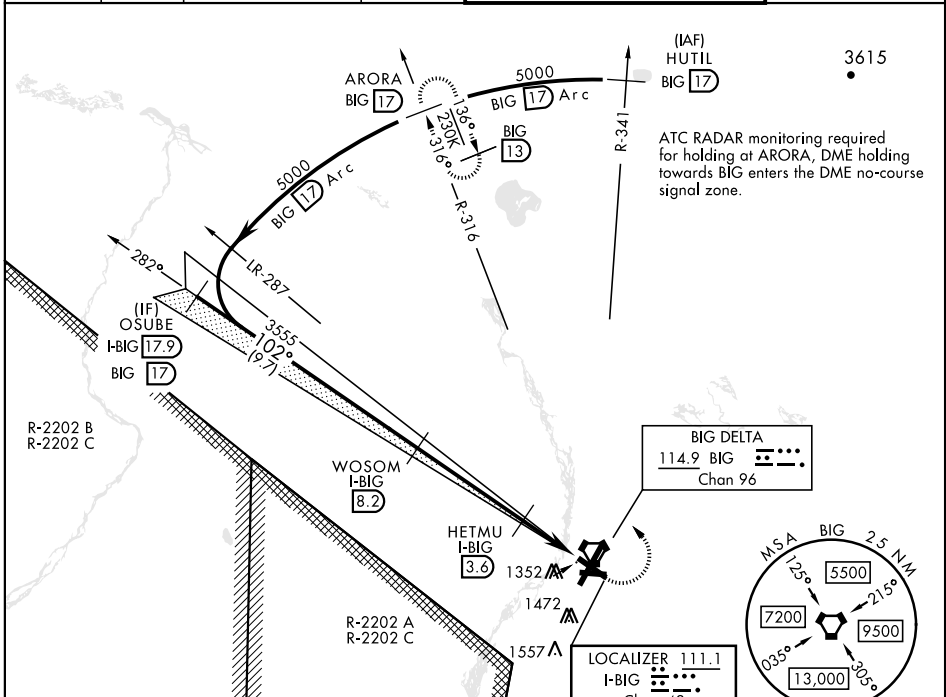 (IAF)
HUTIL
BIG 17
3615
ARORA
BIG 17
5000
BIG 17 Arc
36°
230K
316°
BIG
13
R-341
ATC RADAR monitoring required
for holding at ARORA, DME holding
towards BIG enters the DME no-course
signal zone.
5000
BIG 17 Arc
R-316
282°
LR-287
(IF)
OSUBE
I-BIG 17.9
BIG 17
3555
102°
(9.7)
R-2202 B
R-2202 C
WOSOM
I-BIG
8.2
BIG DELTA
114.9 BIG
Chan 96
HETMU
I-BIG
3.6
1352
1472
1557
R-2202 A
R-2202 C
MSA BIG 25 NM
125°
5500
215°
7200
9500
035°
305°
13,000
LOCALIZER 111.1
I-BIG